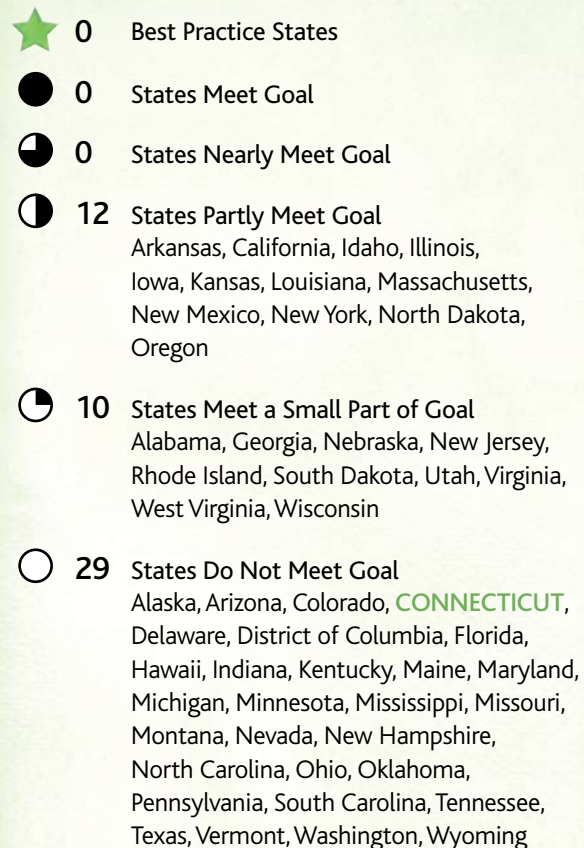 0 Best Practice States
0 States Meet Goal
0 States Nearly Meet Goal
12 States Partly Meet Goal
Arkansas, California, Idaho, Illinois,
Iowa, Kansas, Louisiana, Massachusetts,
New Mexico, New York, North Dakota,
Oregon
10 States Meet a Small Part of Goal
Alabama, Georgia, Nebraska, New Jersey,
Rhode Island, South Dakota, Utah, Virginia,
West Virginia, Wisconsin
29 States Do Not Meet Goal
Alaska, Arizona, Colorado, CONNECTICUT,
Delaware, District of Columbia, Florida,
Hawaii, Indiana, Kentucky, Maine, Maryland,
Michigan, Minnesota, Mississippi, Missouri,
Montana, Nevada, New Hampshire,
North Carolina, Ohio, Oklahoma,
Pennsylvania, South Carolina, Tennessee,
Texas, Vermont, Washington, Wyoming